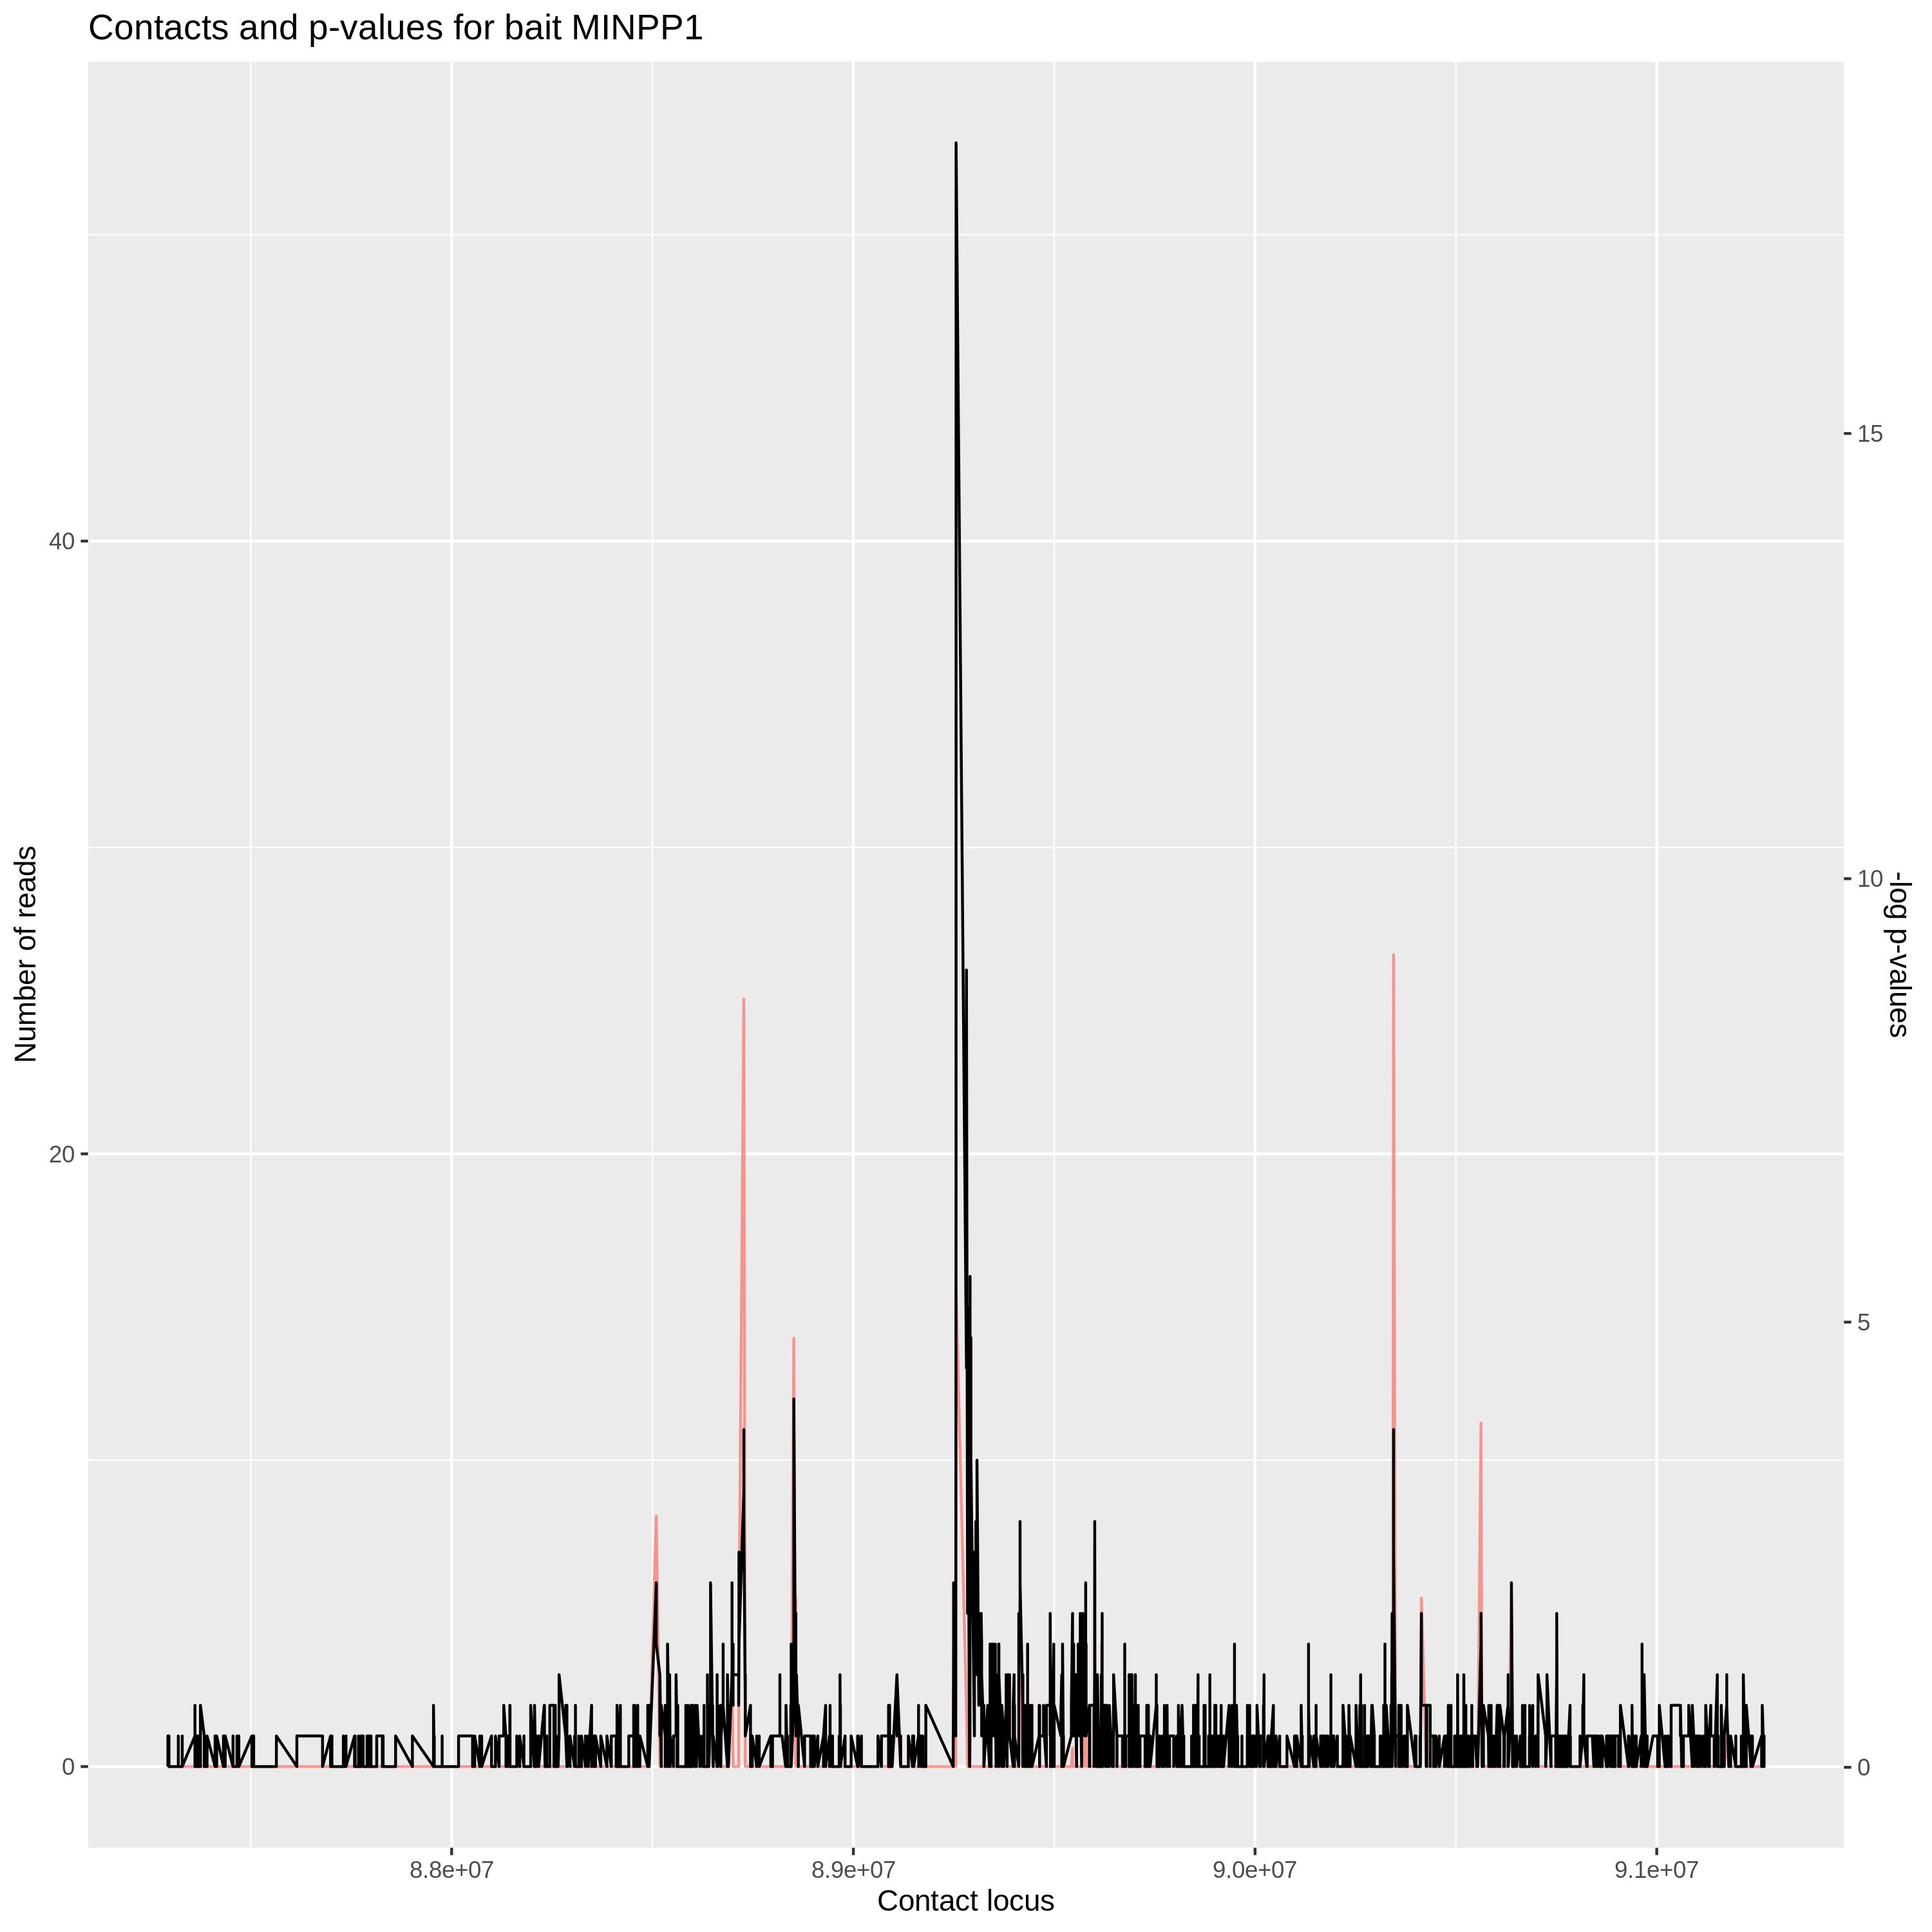 Contacts and p-values for bait MINPP1
Number of reads
40
20
0
15
10
5
0
-log p-values
8.8e+07
8.9e+07
9.0e+07
9.1e+07
Contact locus